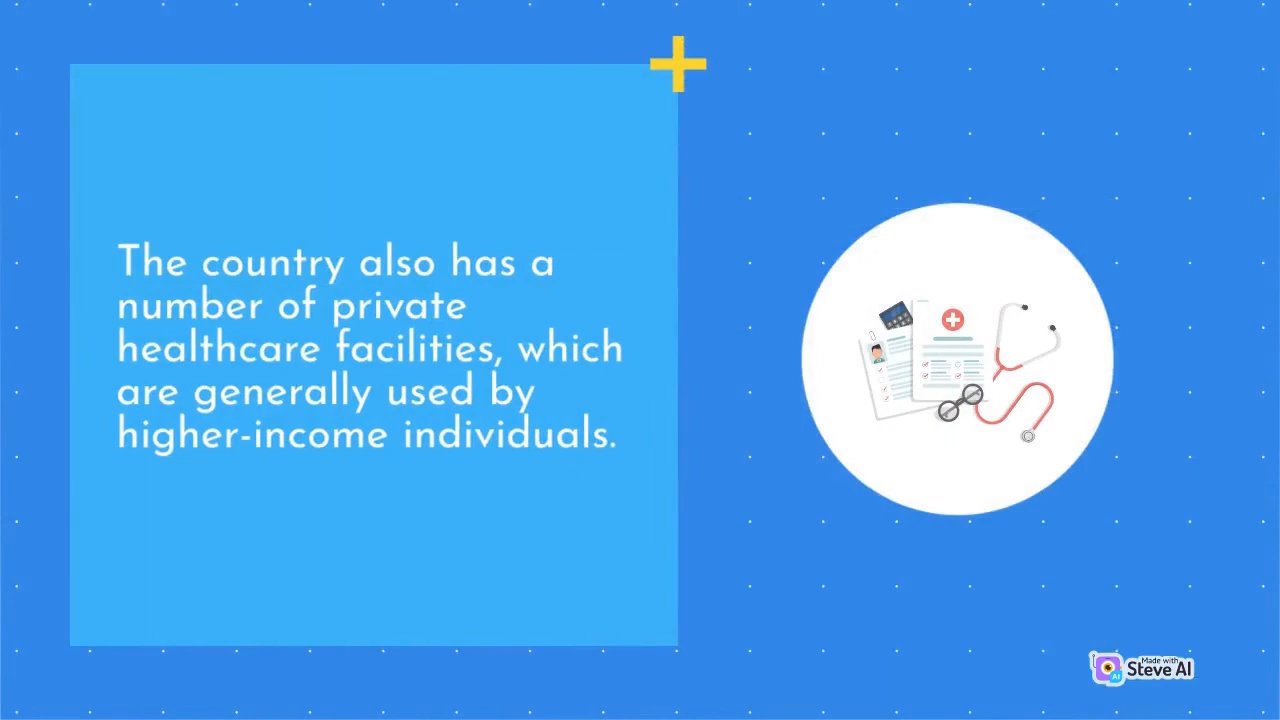 The country also has a
number of private
healthcare facilities, which
are generally used by
higher-income individuals.
Made with
Steve AI
AI